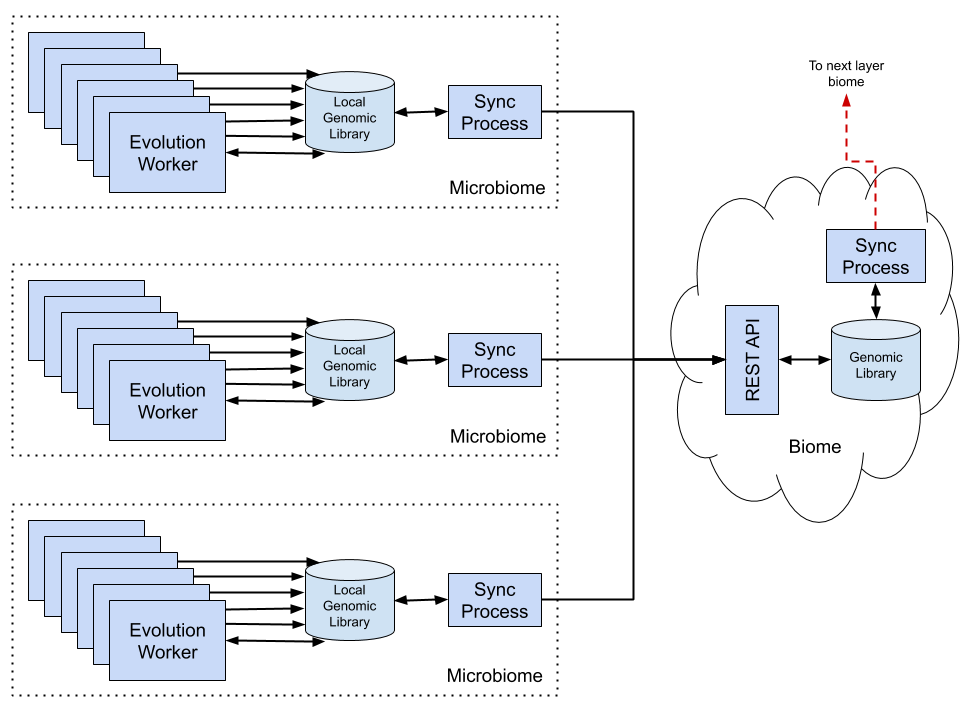 Evolution
Worker
Local
Genomic
Library
Sync
Process
Microbiome
Evolution
Worker
Local
Genomic
Library
Sync
Process
Microbiome
Evolution
Worker
Local
Genomic
Library
Sync
Process
Microbiome
To next layer
biome
Sync
Process
REST API
Genomic
Library
Biome